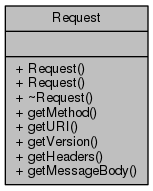 Request
+ Request()
+ Request()
+ ~Request()
+ getMethod()
+ getURI()
+ getVersion()
+ getHeaders()
+ getMessageBody()